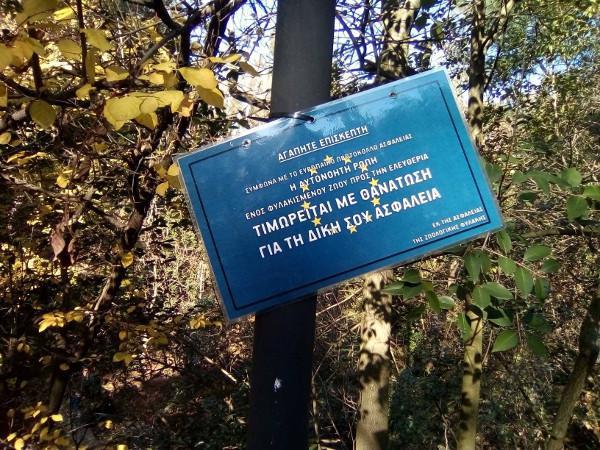 ΑΓΑΠΗΤΕ ΕΠΙΣΚΕΠΤΗ
ΣΥΜΦΩΝΑ ΜΕ ΤΟ ΕΥΡΩΠΑΪΚΟ ΠΡΩΤΟΚΟΛΛΟ ΑΣΦΑΛΕΙΑΣ
Η ΑΥΤΟΝΟΗΤΗ ΡΟΠΗ
ΕΝΟΣ ΦΥΛΑΚΙΣΜΕΝΟΥ ΖΩΟΥ ΠΡΟΣ ΤΗΝ ΕΛΕΥΘΕΡΙΑ
ΤΙΜΩΡΕΙΤΑΙ ΜΕ ΘΑΝΑΤΩΣΗ
ΓΙΑ ΤΗ ΔΙΚΗ ΣΟΥ ΑΣΦΑΛΕΙΑ
ΕΚ ΤΗΣ ΑΣΦΑΛΕΙΑΣ
ΤΗΣ ΖΩΟΛΟΓΙΚΗΣ ΦΥΛΑΚΗΣ